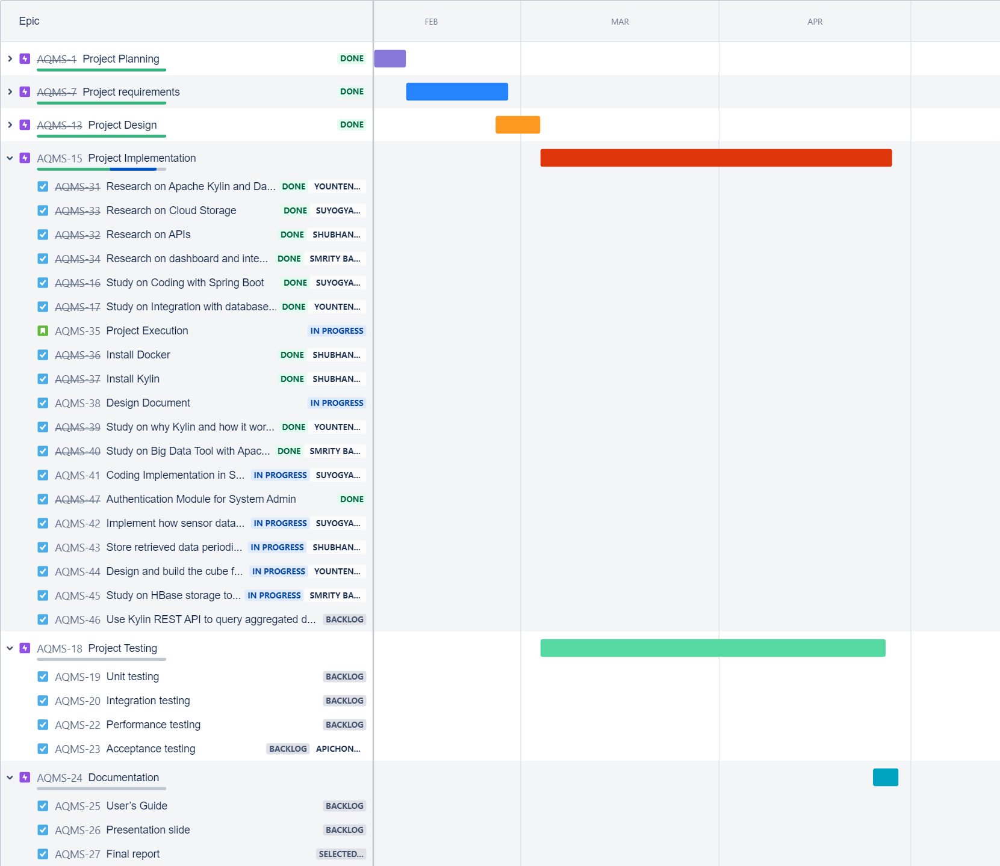 Epic FEB MAR APR
AQMS-1 Project Planning DONE
AQMS-7 Project requirements DONE
AQMS-13 Project Design DONE
AQMS-15 Project Implementation
AQMS-31 Research on Apache Kylin and Da... DONE YOUNTEN...
AQMS-33 Research on Cloud Storage DONE SUYOGYA...
AQMS-32 Research on APIs DONE SHUBHAN...
AQMS-34 Research on dashboard and inte... DONE SMRITY BA...
AQMS-16 Study on Coding with Spring Boot DONE SUYOGYA...
AQMS-17 Study on Integration with database... DONE YOUNTEN...
AQMS-35 Project Execution IN PROGRESS
AQMS-36 Install Docker DONE SHUBHAN...
AQMS-37 Install Kylin DONE SHUBHAN...
AQMS-38 Design Document IN PROGRESS
AQMS-39 Study on why Kylin and how it wor... DONE YOUNTEN...
AQMS-40 Study on Big Data Tool with Apac... DONE SMRITY BA...
AQMS-41 Coding Implementation in S... IN PROGRESS SUYOGYA...
AQMS-47 Authentication Module for System Admin DONE
AQMS-42 Implement how sensor data... IN PROGRESS SUYOGYA...
AQMS-43 Store retrieved data periodi... IN PROGRESS SHUBHAN...
AQMS-44 Design and build the cube f... IN PROGRESS YOUNTEN...
AQMS-45 Study on HBase storage to... IN PROGRESS SMRITY BA...
AQMS-46 Use Kylin REST API to query aggregated d... BACKLOG
AQMS-18 Project Testing
AQMS-19 Unit testing BACKLOG
AQMS-20 Integration testing BACKLOG
AQMS-22 Performance testing BACKLOG
AQMS-23 Acceptance testing BACKLOG APICHON...
AQMS-24 Documentation
AQMS-25 User’s Guide BACKLOG
AQMS-26 Presentation slide BACKLOG
AQMS-27 Final report SELECTED...